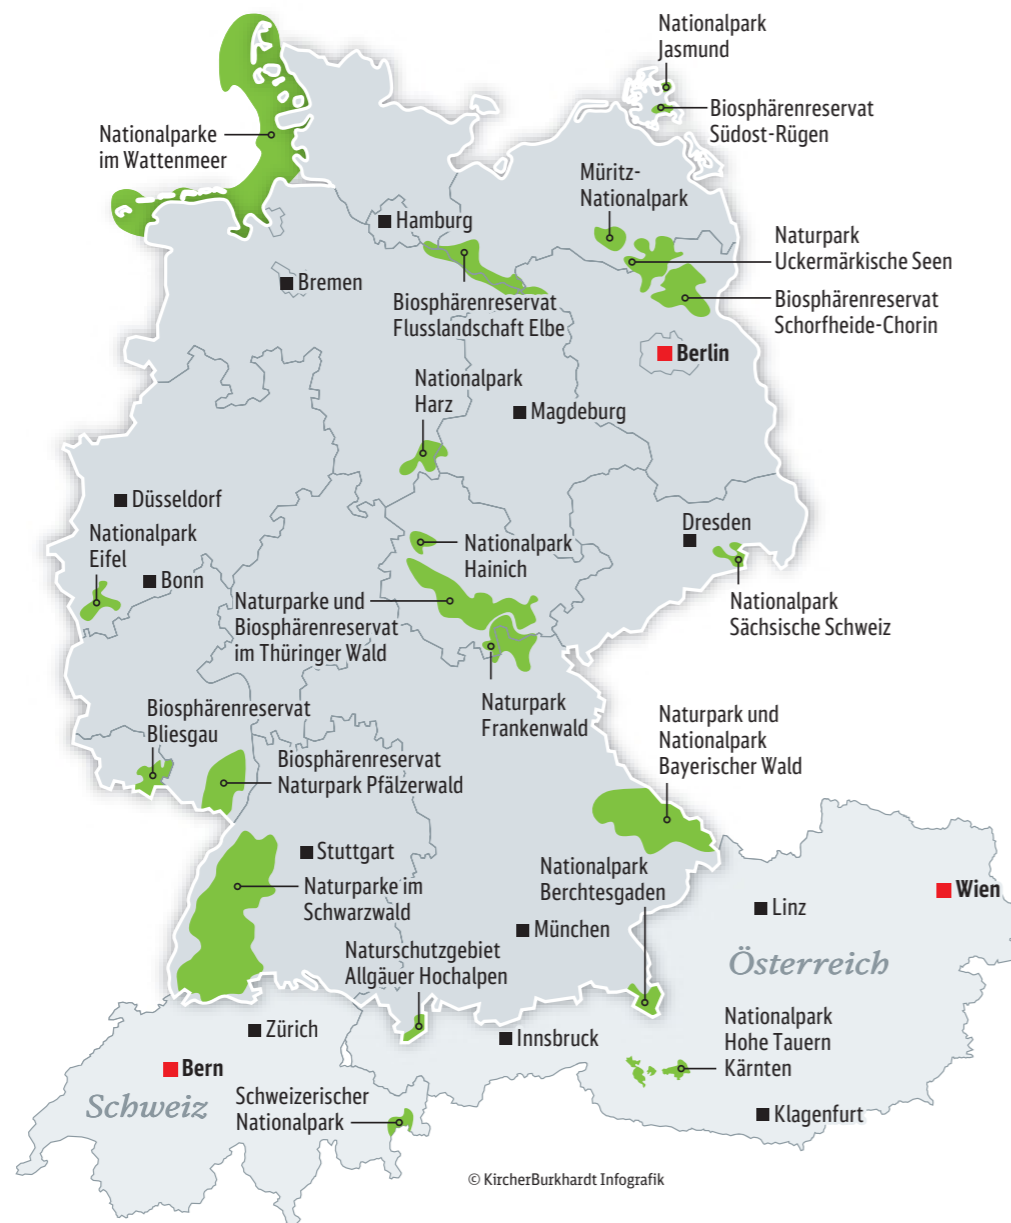 Nationalpark
Jasmund
Biosphärenreservat
Südost-Rügen
Nationalparke
im Wattenmeer
Müritz-
Nationalpark
Hamburg
Naturpark
Uckermärkische Seen
Bremen
Biosphärenreservat
Flusslandschaft Elbe
Biosphärenreservat
Schorfheide-Chorin
Berlin
Nationalpark
Harz
Magdeburg
Düsseldorf
Nationalpark
Eifel
Bonn
Dresden
Nationalpark
Hainich
Naturparke und
Biosphärenreservat
im Thüringer Wald
Nationalpark
Sächsische Schweiz
Naturpark
Frankenwald
Biosphärenreservat
Bliesgau
Naturpark und
Nationalpark
Bayerischer Wald
Biosphärenreservat
Naturpark Pfälzerwald
Stuttgart
Nationalpark
Berchtesgaden
Naturparke im
Schwarzwald
Wien
Linz
München
Naturschutzgebiet
Allgäuer Hochalpen
Österreich
Zürich
Innsbruck
Nationalpark
Hohe Tauern
Kärnten
Bern
Schweiz
Schweizerischer
Nationalpark
Klagenfurt
© KircherBurkhardt Infografik